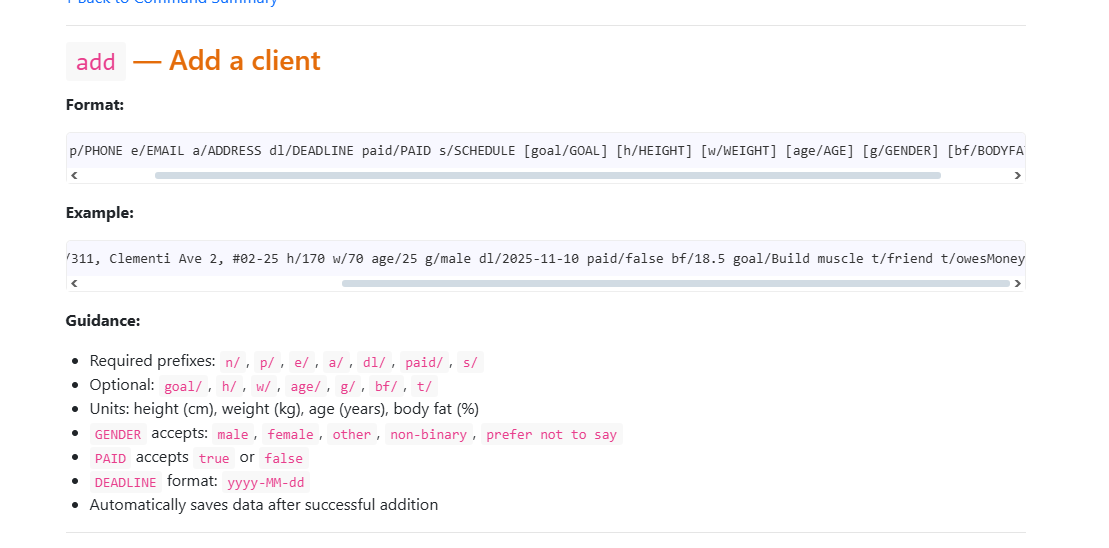 ↑ Back to Command Summary
add — Add a client
Format:
p/PHONE e/EMAIL a/ADDRESS dl/DEADLINE paid/PAID s/SCHEDULE [goal/GOAL] [h/HEIGHT] [w/WEIGHT] [age/AGE] [g/GENDER] [bf/BODYFA
Example:
/311, Clementi Ave 2, #02-25 h/170 w/70 age/25 g/male dl/2025-11-10 paid/false bf/18.5 goal/Build muscle t/friend t/owesMoney
Guidance:
• Required prefixes: n/, p/, e/, a/, dl/, paid/, s/
• Optional: goal/, h/, w/, age/, g/, bf/, t/
• Units: height (cm), weight (kg), age (years), body fat (%)
• GENDER accepts: male, female, other, non-binary, prefer not to say
• PAID accepts true or false
• DEADLINE format: yyyy-MM-dd
• Automatically saves data after successful addition